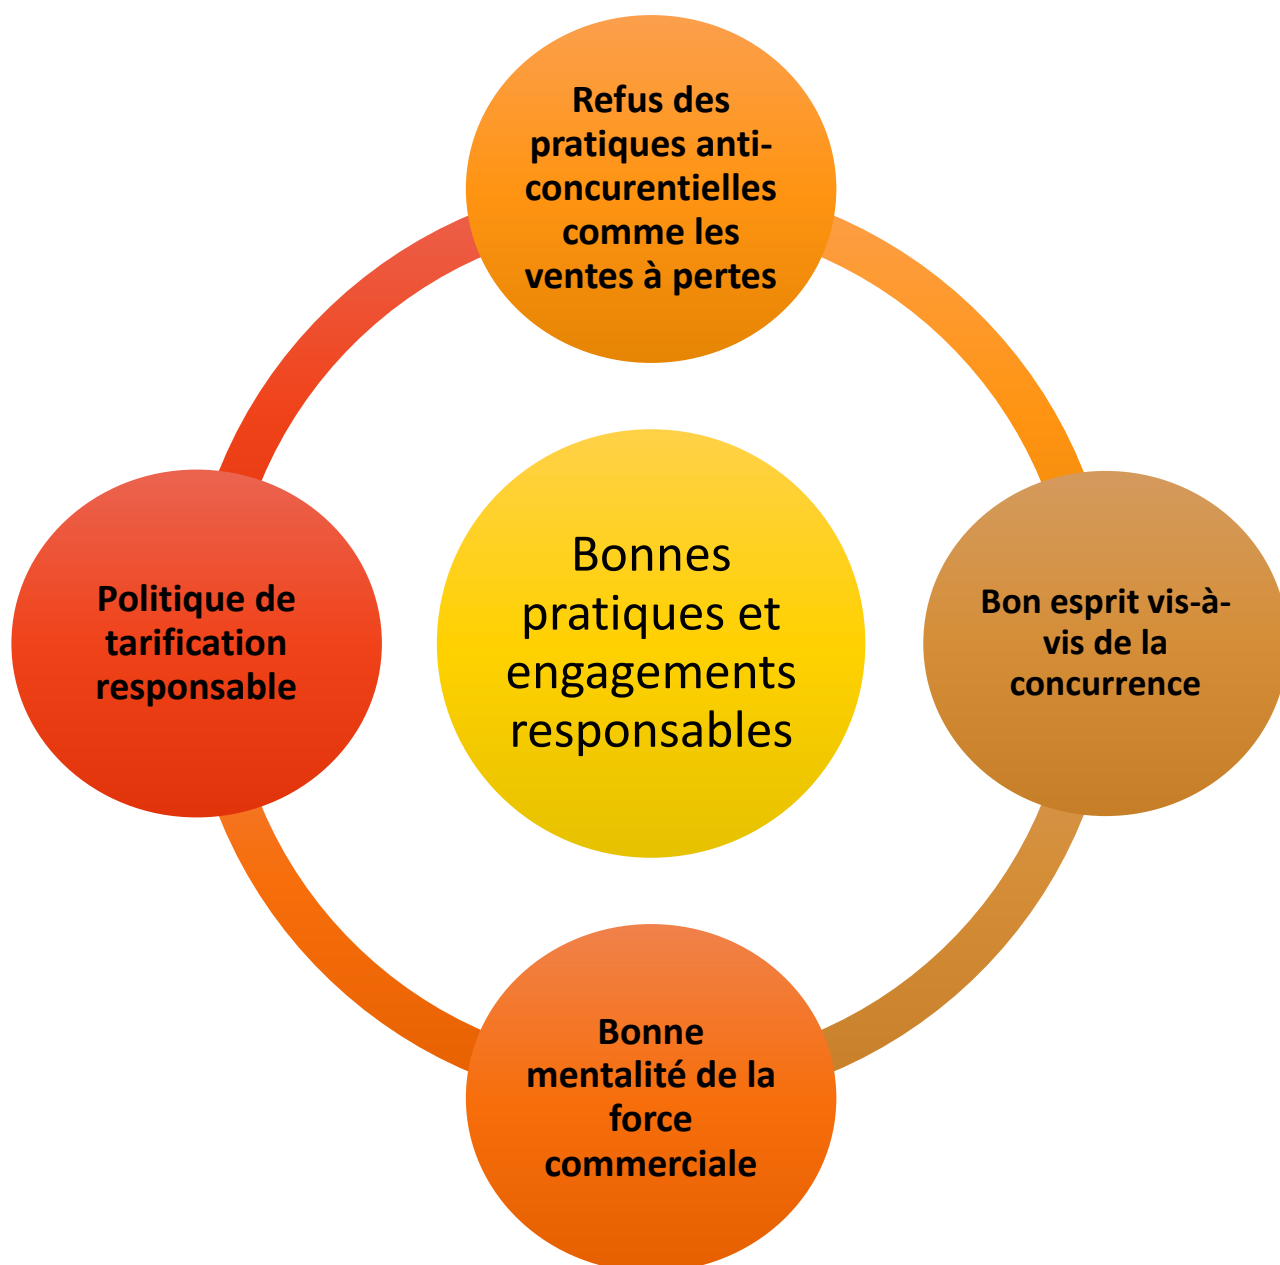 Refus des
pratiques anti-
concurentielles
comme les
ventes à pertes
Politique de
tarification
responsable
Bonnes
pratiques et
engagements
responsables
Bon esprit vis-à-
vis de la
concurrence
Bonne
mentalité de la
force
commerciale